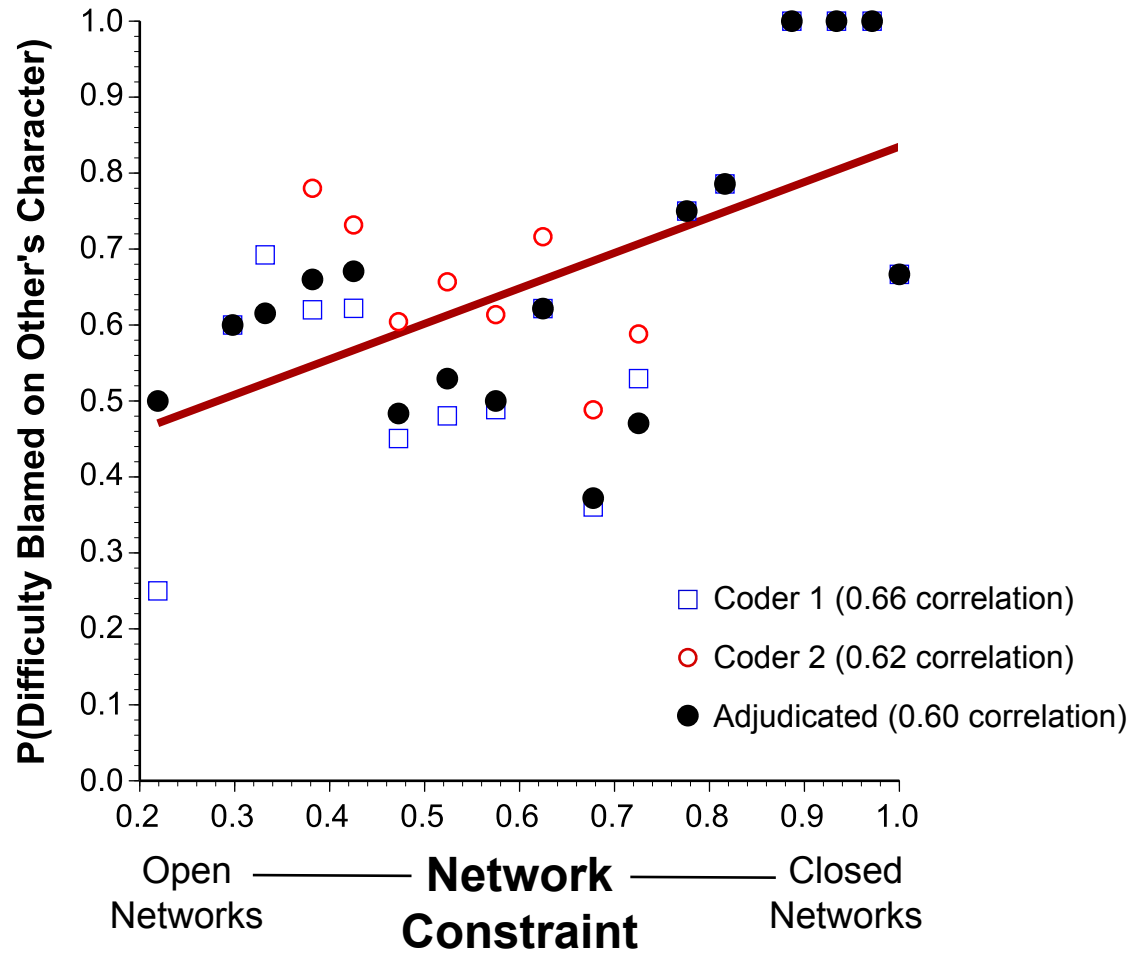 P(Difficulty Blamed on Other's Character)
1.0
0.9
0.8
0.7
0.6
0.5
0.4
0.3
0.2
0.1
0.0
Coder 1 (0.66 correlation)
Coder 2 (0.62 correlation)
Adjudicated (0.60 correlation)
0.2 0.3 0.4 0.5 0.6 0.7 0.8 0.9 1.0
Open Networks
Network Constraint
Closed Networks